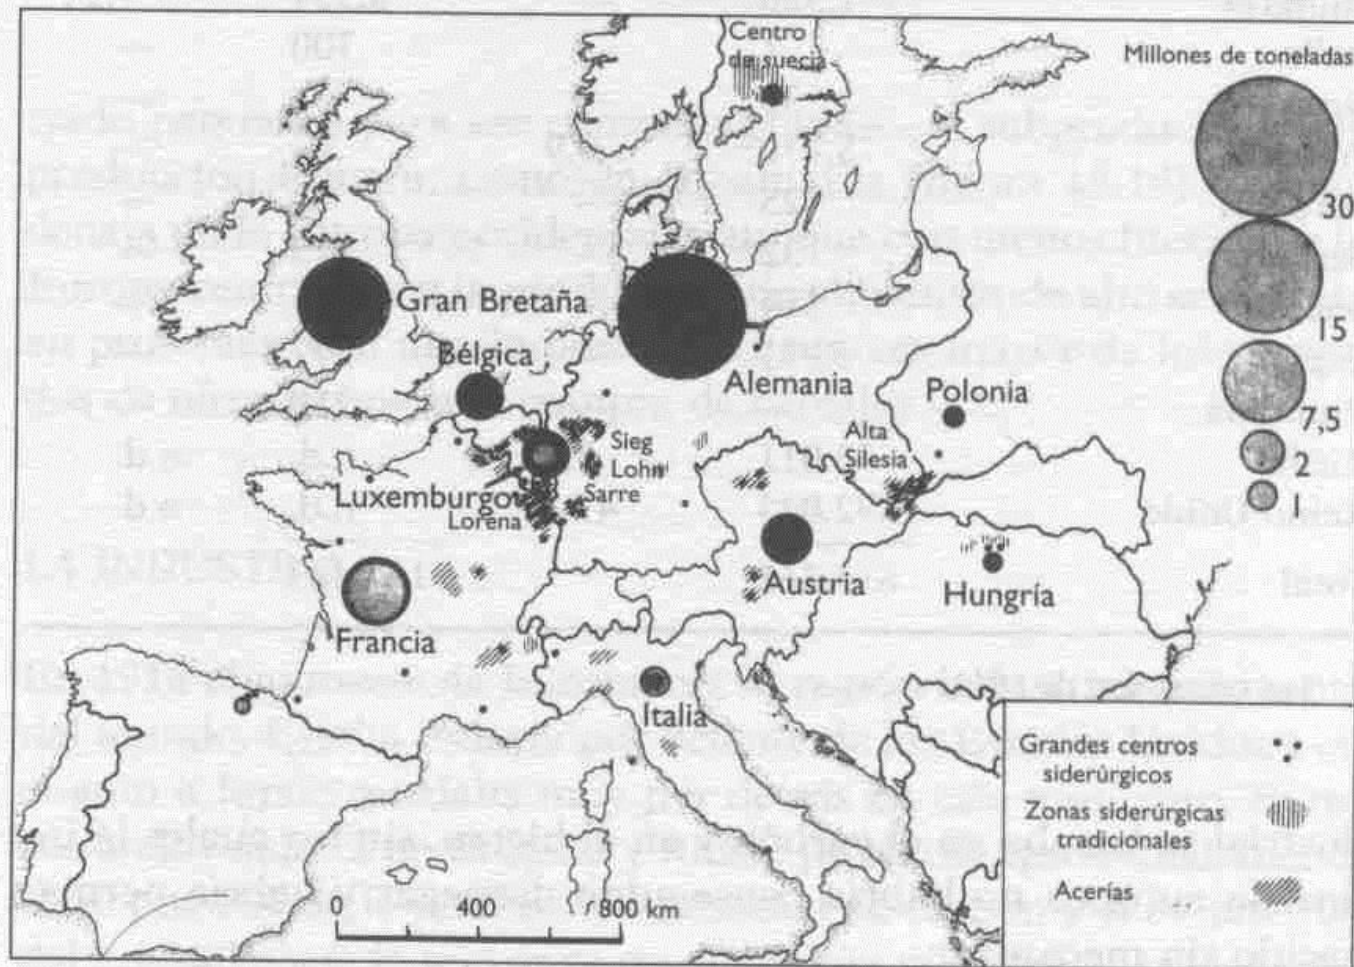 Centro
de suecia
Millones de toneladas
30
15
7,5
2
1
Gran Bretaña
Bélgica
Alemania
Polonia
Alta
Silesia
Sieg
Lohn
Sarre
Luxemburgo
Lorena
Austria
Hungría
Francia
Italia
0 400 800 km
Grandes centros
siderúrgicos
Zonas siderúrgicas
tradicionales
Acerías